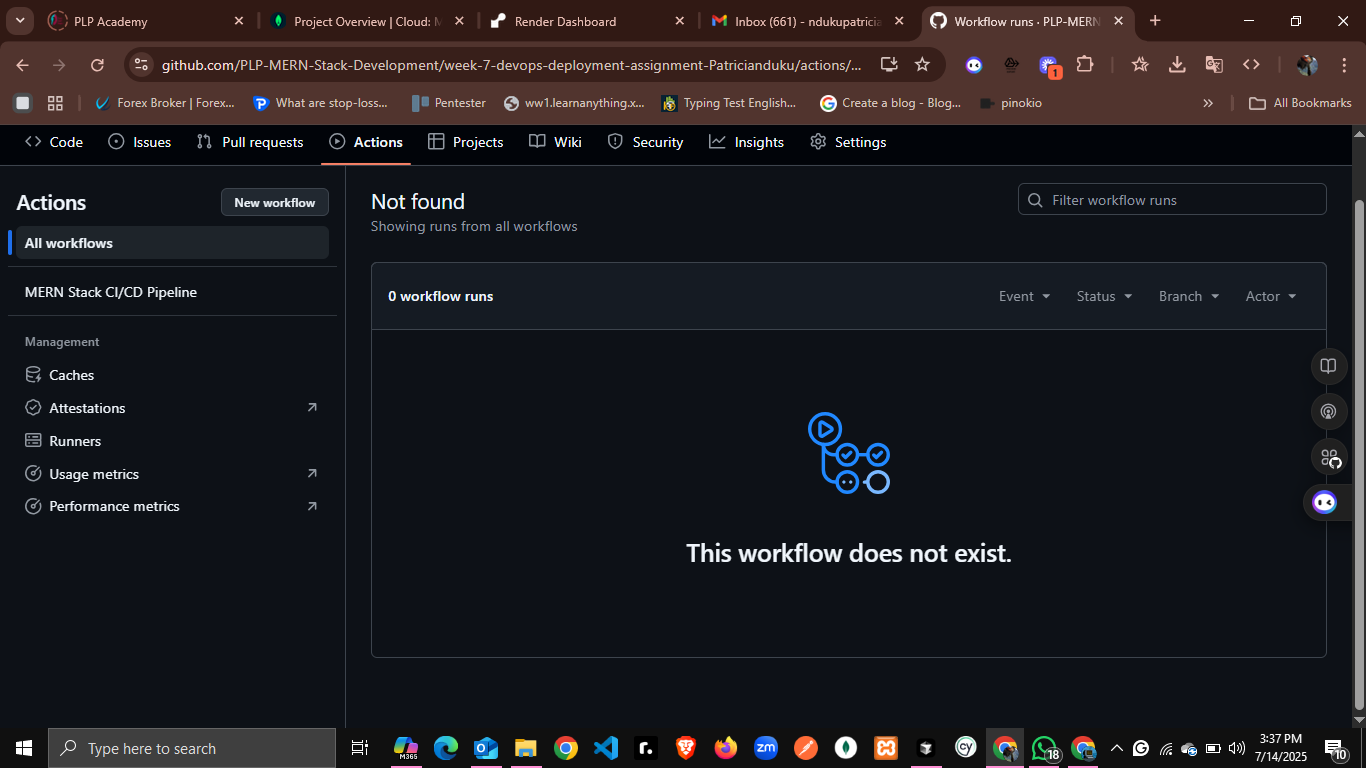 PLP Academy
Project Overview | Cloud: M
Render Dashboard
Inbox (661) - ndukupatricia
Workflow runs · PLP-MERN
github.com/PLP-MERN-Stack-Development/week-7-devops-deployment-assignment-Patricianduku/actions/...
1
Forex Broker | Forex...
What are stop-loss...
Pentester
ww1.learnanything.x...
Typing Test English...
Create a blog - Blog...
pinokio
All Bookmarks
Code
Issues
Pull requests
Actions
Projects
Wiki
Security
Insights
Settings
Actions
New workflow
All workflows
MERN Stack CI/CD Pipeline
Management
Caches
Attestations
Runners
Usage metrics
Performance metrics
Not found
Showing runs from all workflows
Filter workflow runs
0 workflow runs
Event
Status
Branch
Actor
This workflow does not exist.
Type here to search
M365
r.
zm
cy
18
3:37 PM
7/14/2025
10